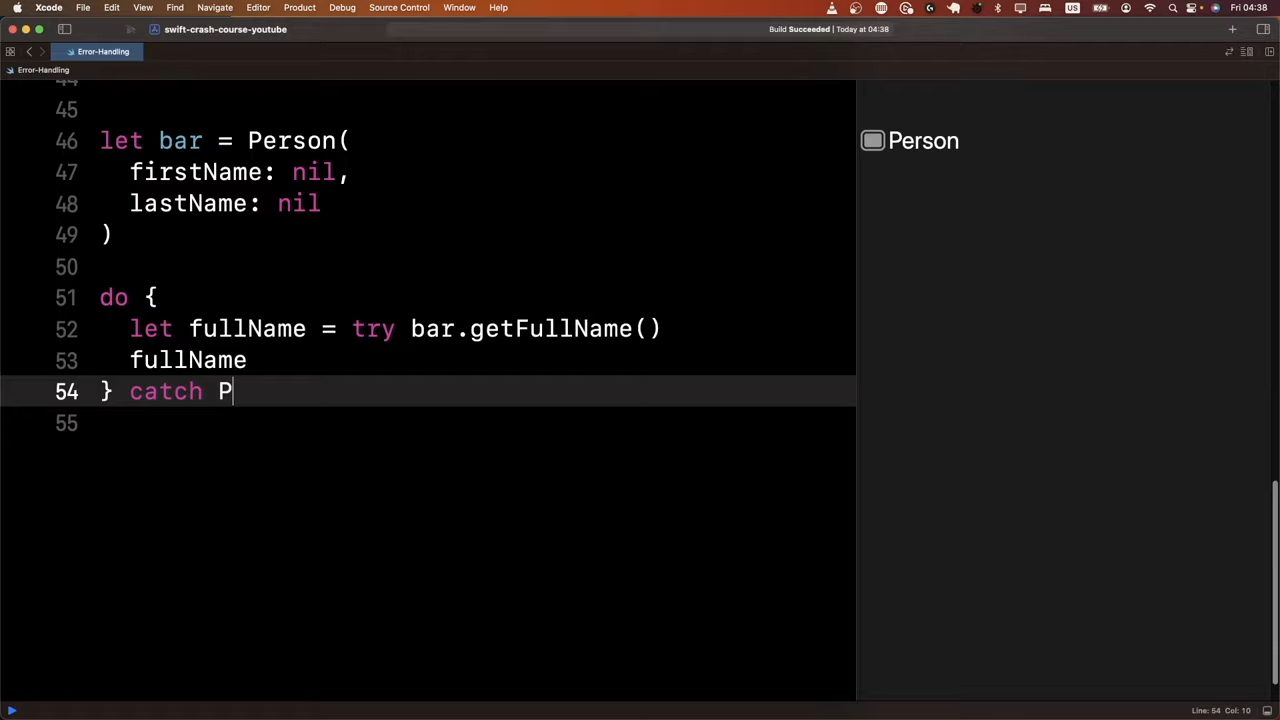 Xcode File Edit View Find Navigate Editor Product Debug Source Control Window Help US Fri 04:38
swift-crash-course-youtube Build Succeeded | Today at 04:38
Error-Handling
Error-Handling
44
45
46 let bar = Person( Person
47 firstName: nil,
48 lastName: nil
49 )
50
51 do {
52 let fullName = try bar.getFullName()
53 fullName
54 } catch P
55
Line: 54 Col: 10